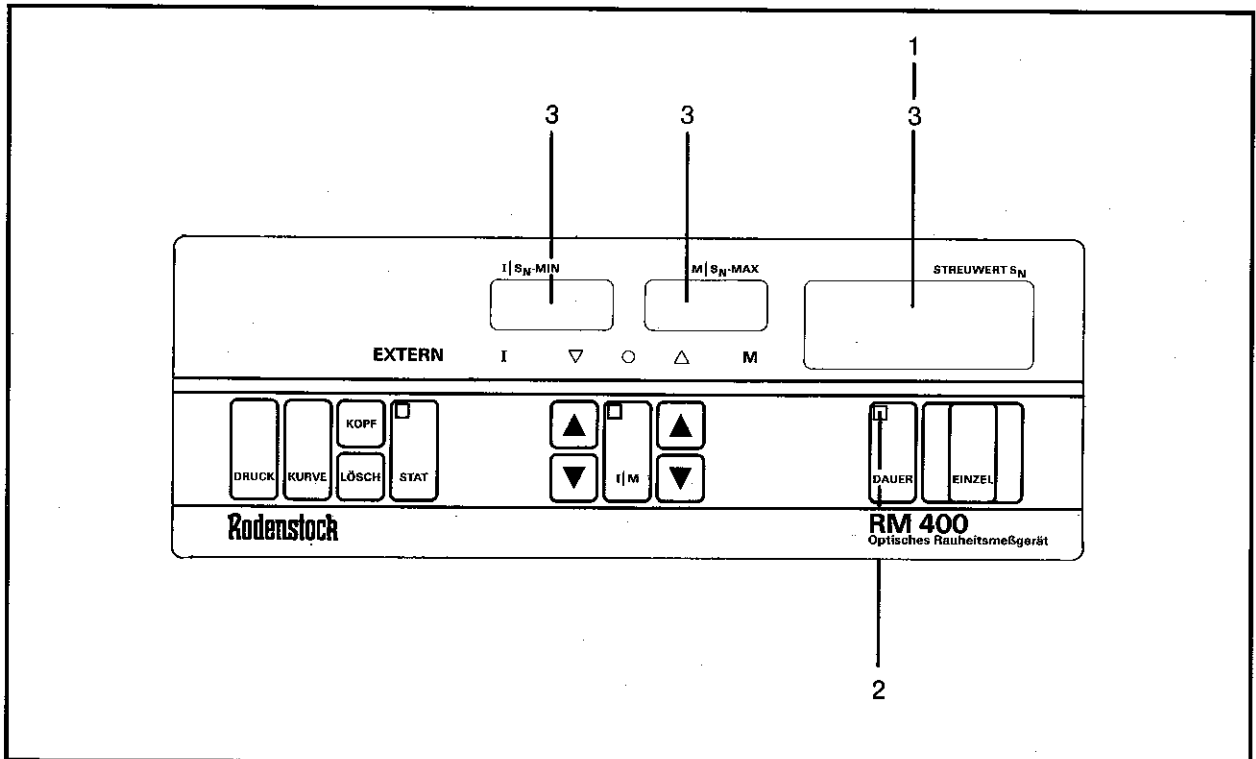 1
3 3 3
I|SN-MIN M|SN-MAX STREUWERT SN
EXTERN I ▽ ○ △ M
KOPF
DRUCK KURVE LÖSCH STAT I|M DAUER EINZEL
Rodenstock RM 400
Optisches Rauheitsmeßgerät
2